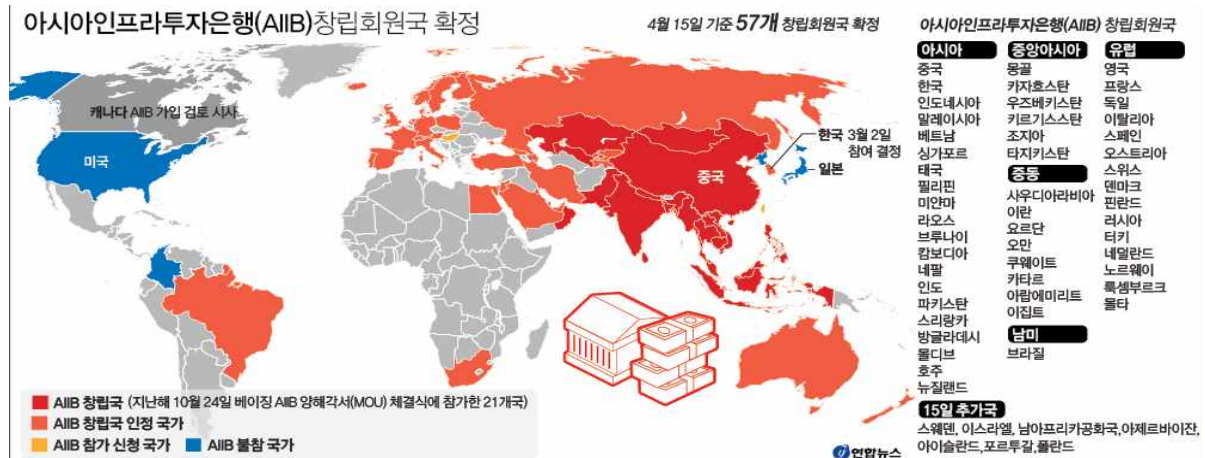 아시아인프라투자은행(AIIB)창립회원국 확정
4월 15일 기준 57개 창립회원국 확정
캐나다 AIIB 가입 검토 시사
미국
한국 3월 2일
참여 결정
일본
중국
AIIB 창립국 (지난해 10월 24일 베이징 AIIB 양해각서(MOU) 체결식에 참가한 21개국)
AIIB 창립국 인정 국가
AIIB 참가 신청 국가
AIIB 불참 국가
연합뉴스
아시아인프라투자은행(AIIB) 창립회원국
아시아
중국
한국
인도네시아
말레이시아
베트남
싱가포르
태국
필리핀
미얀마
라오스
브루나이
캄보디아
네팔
인도
파키스탄
스리랑카
방글라데시
몰디브
호주
뉴질랜드
중앙아시아
몽골
카자흐스탄
우즈베키스탄
키르기스스탄
조지아
타지키스탄
중동
사우디아라비아
이란
요르단
오만
쿠웨이트
카타르
아랍에미리트
이집트
남미
브라질
유럽
영국
프랑스
독일
이탈리아
스페인
오스트리아
스위스
덴마크
핀란드
러시아
터키
네덜란드
노르웨이
룩셈부르크
몰타
15일 추가국
스웨덴, 이스라엘, 남아프리카공화국,아제르바이잔,
아이슬란드,포르투갈,폴란드